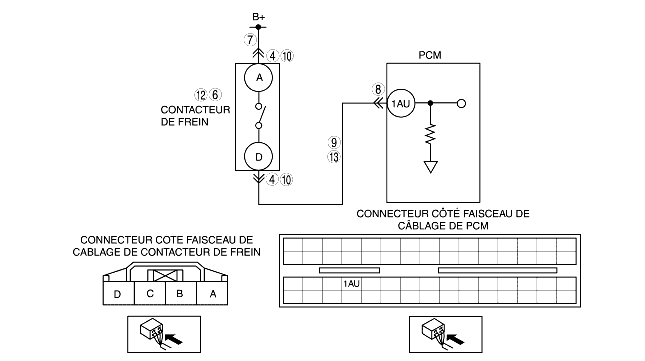 B+
7
4 10
PCM
A
8
1AU
12 6
CONTACTEUR
DE FREIN
9
13
D
4 10
CONNECTEUR CÔTÉ FAISCEAU DE
CÂBLAGE DE PCM
CONNECTEUR COTE FAISCEAU DE
CABLAGE DE CONTACTEUR DE FREIN
D C B A
1AU